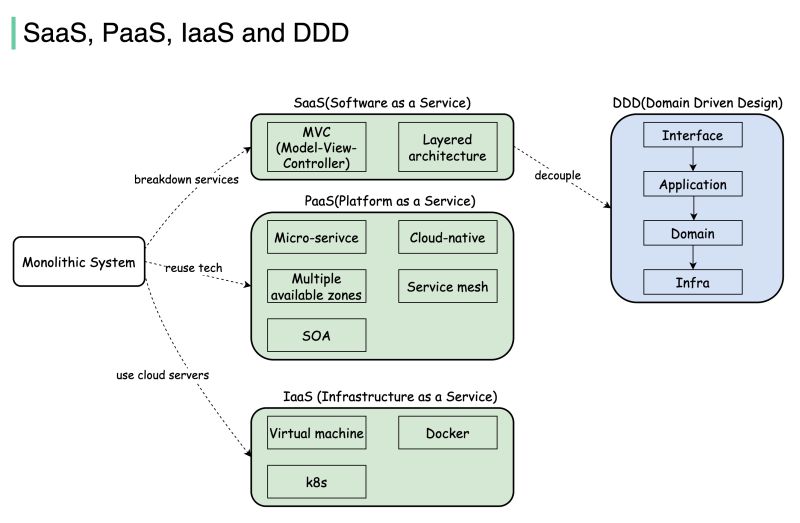 SaaS, PaaS, IaaS and DDD
SaaS(Software as a Service)
MVC
(Model-View-
Controller)
Layered
architecture
DDD(Domain Driven Design)
Interface
Application
Domain
Infra
breakdown services
decouple
PaaS(Platform as a Service)
Micro-serivce
Cloud-native
Multiple
available zones
Service mesh
SOA
Monolithic System
reuse tech
use cloud servers
IaaS (Infrastructure as a Service)
Virtual machine
Docker
k8s